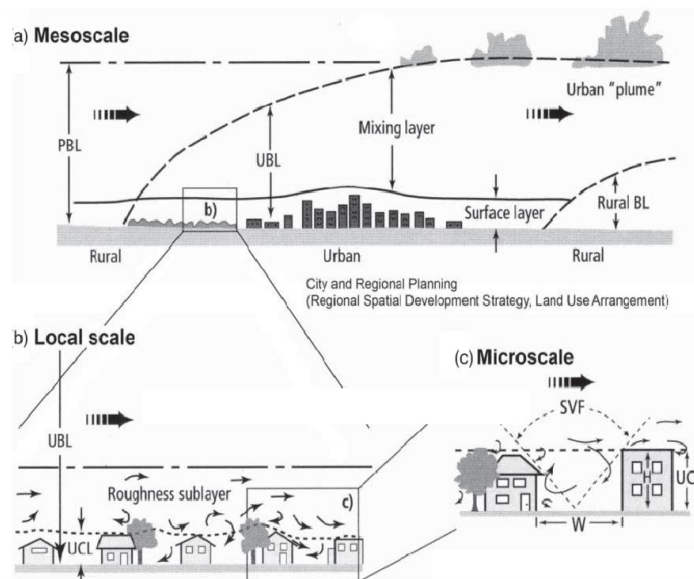 (a) Mesoscale
Urban "plume"
Mixing layer
PBL
UBL
b)
Surface layer
Rural BL
Rural
Urban
Rural
City and Regional Planning
(Regional Spatial Development Strategy, Land Use Arrangement)
(b) Local scale
(c) Microscale
SVF
UBL
Roughness sublayer
c)
H
UC
UCL
W